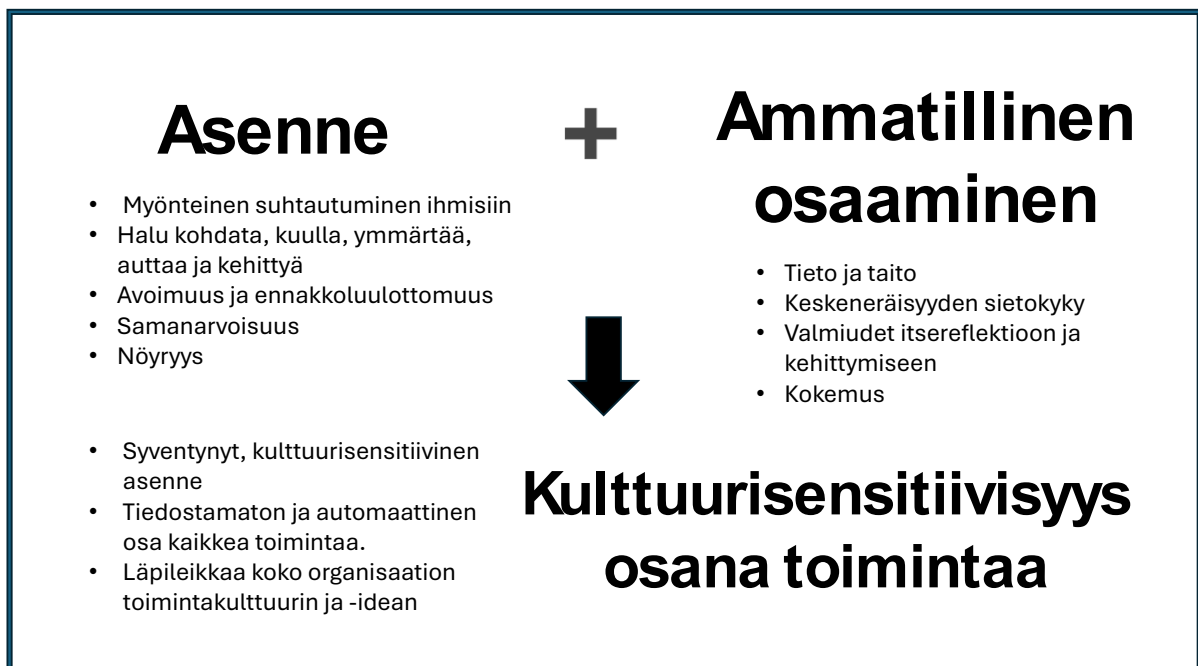 Asenne
+
Ammatillinen
osaaminen
• Myönteinen suhtautuminen ihmisiin
• Halu kohdata, kuulla, ymmärtää,
auttaa ja kehittyä
• Avoimuus ja ennakkoluulottomuus
• Samanarvoisuus
• Nöyryys
• Tieto ja taito
• Keskeneräisyyden sietokyky
• Valmiudet itsereflektioon ja
kehittymiseen
• Kokemus
• Syventynyt, kulttuurisensitiivinen
asenne
• Tiedostamaton ja automaattinen
osa kaikkea toimintaa.
• Läpileikkaa koko organisaation
toimintakulttuurin ja -idean
Kulttuurisensitiivisyys
osana toimintaa